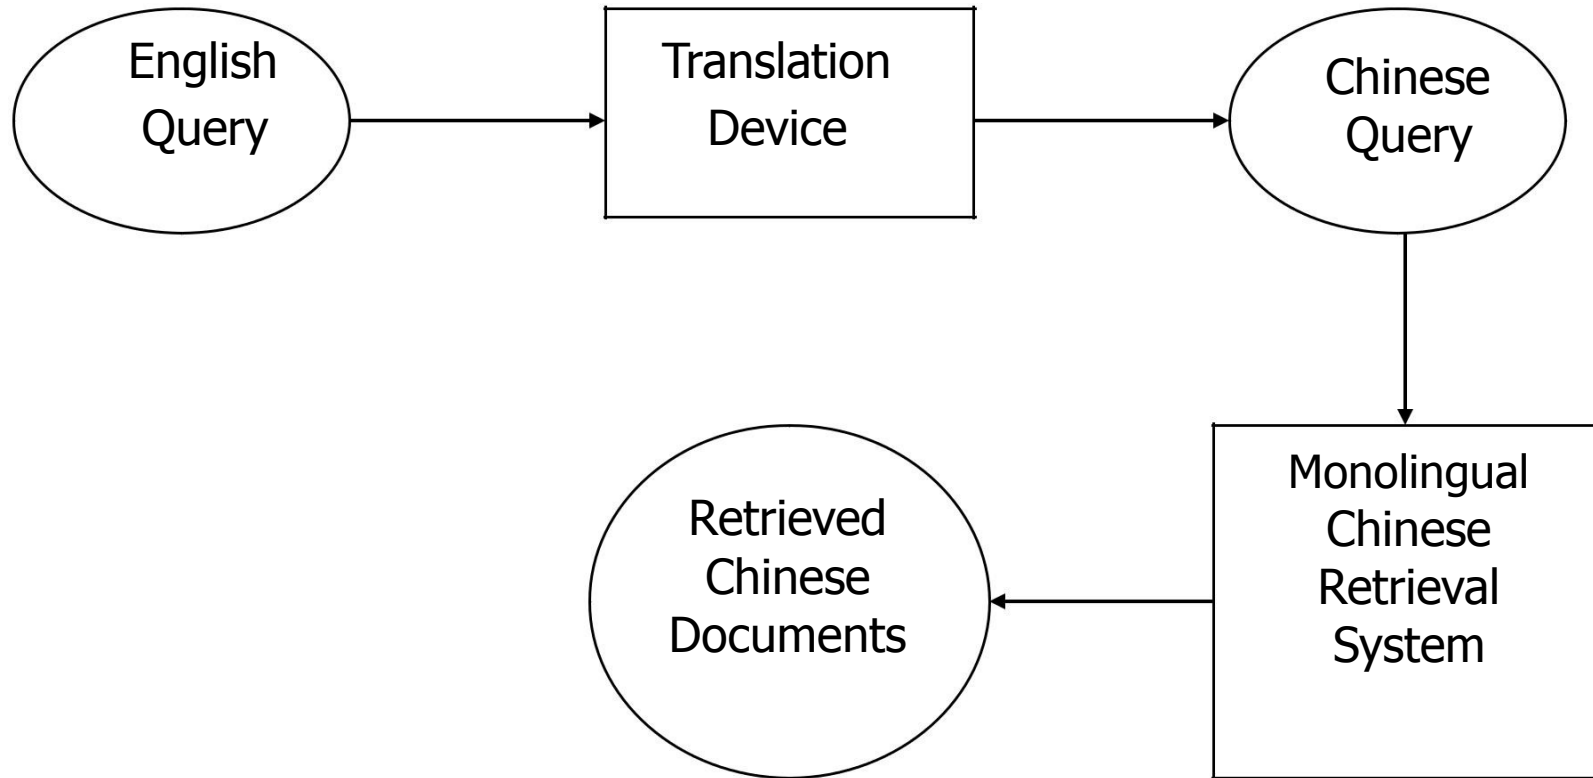 English
Query
Translation
Device
Chinese
Query
Monolingual
Chinese
Retrieval
System
Retrieved
Chinese
Documents